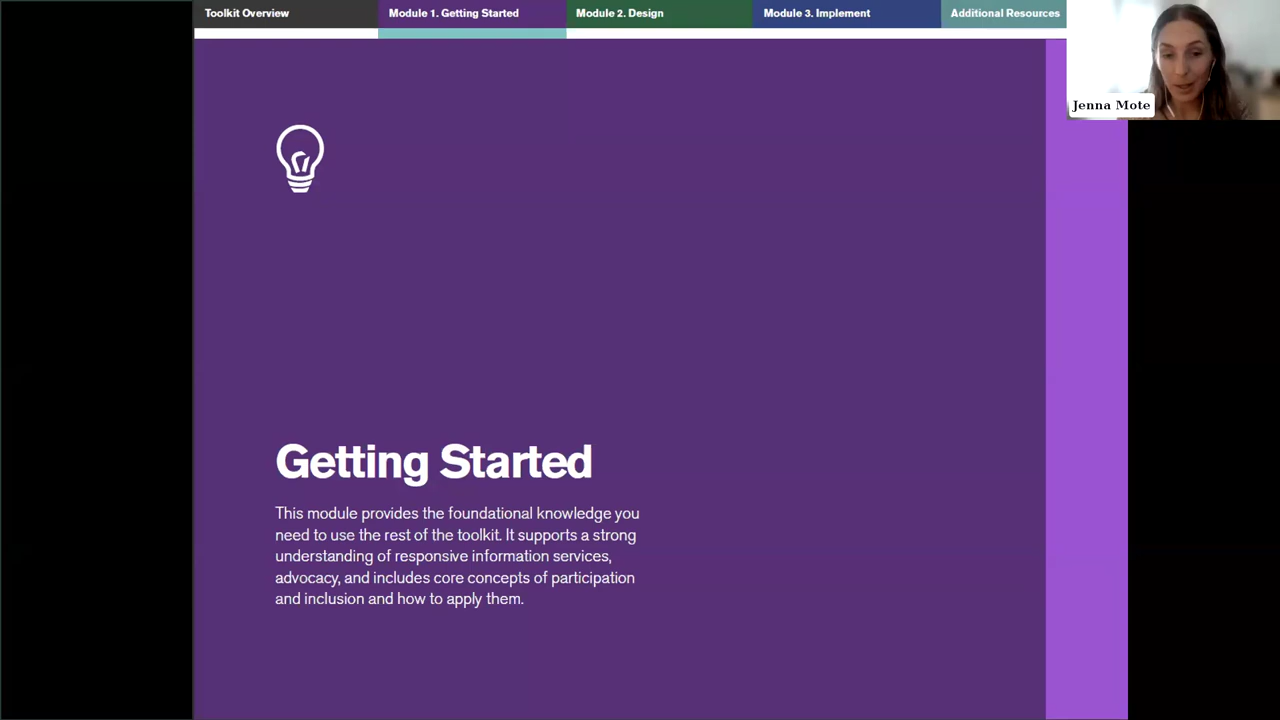 Toolkit Overview
Module 1. Getting Started
Module 2. Design
Module 3. Implement
Additional Resources
Jenna Mote
Getting Started
This module provides the foundational knowledge you
need to use the rest of the toolkit. It supports a strong
understanding of responsive information services,
advocacy, and includes core concepts of participation
and inclusion and how to apply them.